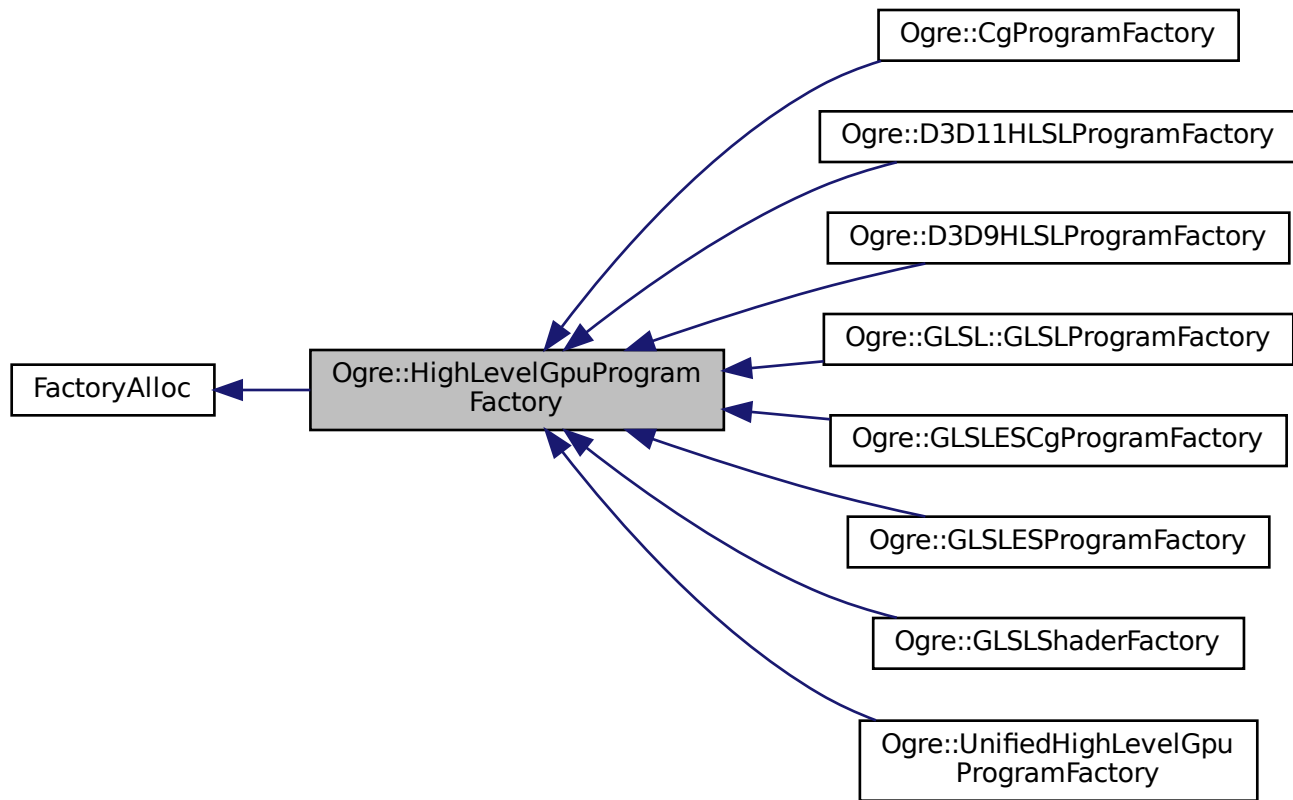 Ogre::CgProgramFactory
Ogre::D3D11HLSLProgramFactory
Ogre::D3D9HLSLProgramFactory
Ogre::GLSL::GLSLProgramFactory
FactoryAlloc
Ogre::HighLevelGpuProgram
Factory
Ogre::GLSLESCgProgramFactory
Ogre::GLSLESProgramFactory
Ogre::GLSLShaderFactory
Ogre::UnifiedHighLevelGpu
ProgramFactory